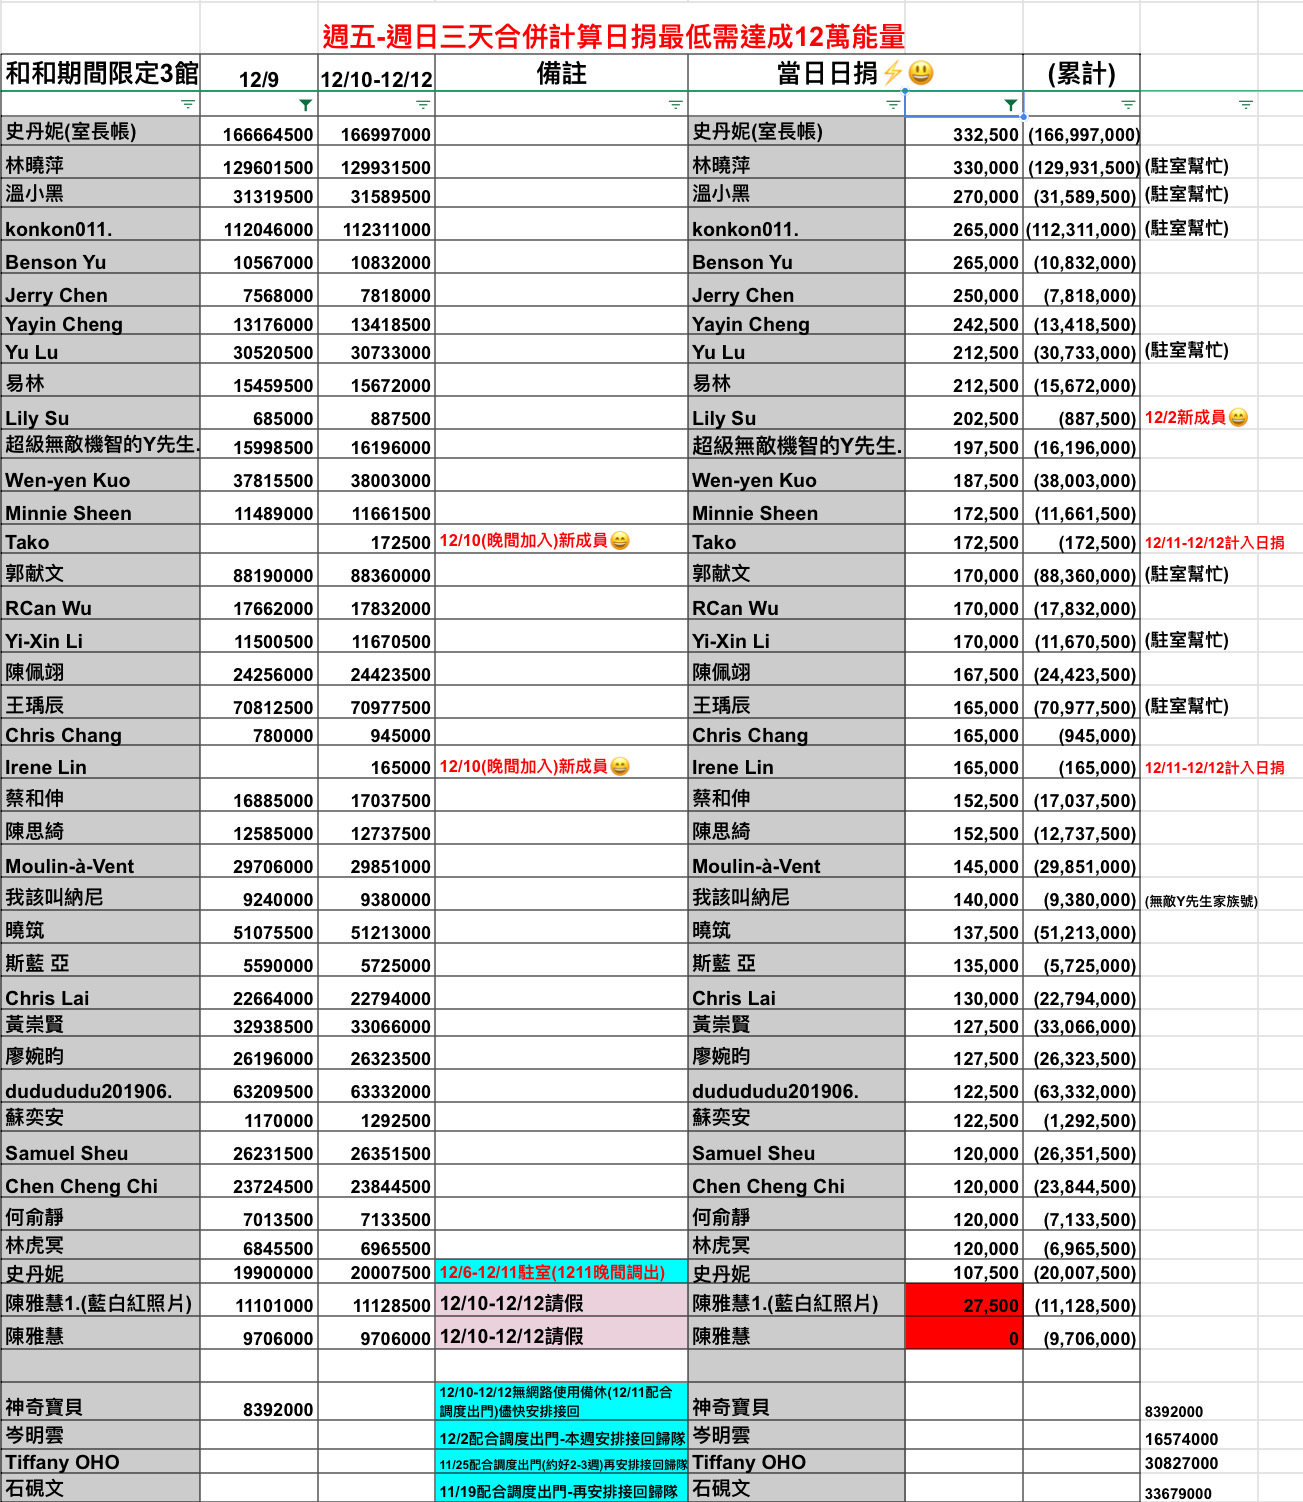 週五-週日三天合併計算日捐最低需達成12萬能量
和和期間限定3館 12/9 12/10-12/12 備註 當日日捐⚡😃 (累計)
史丹妮(室長帳) 166664500 166997000 史丹妮(室長帳) 332,500 (166,997,000)
林曉萍 129601500 129931500 林曉萍 330,000 (129,931,500) (駐室幫忙)
溫小黑 31319500 31589500 溫小黑 270,000 (31,589,500) (駐室幫忙)
konkon011. 112046000 112311000 konkon011. 265,000 (112,311,000) (駐室幫忙)
Benson Yu 10567000 10832000 Benson Yu 265,000 (10,832,000)
Jerry Chen 7568000 7818000 Jerry Chen 250,000 (7,818,000)
Yayin Cheng 13176000 13418500 Yayin Cheng 242,500 (13,418,500)
Yu Lu 30520500 30733000 Yu Lu 212,500 (30,733,000) (駐室幫忙)
易林 15459500 15672000 易林 212,500 (15,672,000)
Lily Su 685000 887500 Lily Su 202,500 (887,500) 12/2新成員😄
超級無敵機智的Y先生. 15998500 16196000 超級無敵機智的Y先生. 197,500 (16,196,000)
Wen-yen Kuo 37815500 38003000 Wen-yen Kuo 187,500 (38,003,000)
Minnie Sheen 11489000 11661500 Minnie Sheen 172,500 (11,661,500)
Tako 172500 12/10(晚間加入)新成員😄 Tako 172,500 (172,500) 12/11-12/12計入日捐
郭献文 88190000 88360000 郭献文 170,000 (88,360,000) (駐室幫忙)
RCan Wu 17662000 17832000 RCan Wu 170,000 (17,832,000)
Yi-Xin Li 11500500 11670500 Yi-Xin Li 170,000 (11,670,500) (駐室幫忙)
陳佩翊 24256000 24423500 陳佩翊 167,500 (24,423,500)
王瑀辰 70812500 70977500 王瑀辰 165,000 (70,977,500) (駐室幫忙)
Chris Chang 780000 945000 Chris Chang 165,000 (945,000)
Irene Lin 165000 12/10(晚間加入)新成員😄 Irene Lin 165,000 (165,000) 12/11-12/12計入日捐
蔡和伸 16885000 17037500 蔡和伸 152,500 (17,037,500)
陳思綺 12585000 12737500 陳思綺 152,500 (12,737,500)
Moulin-à-Vent 29706000 29851000 Moulin-à-Vent 145,000 (29,851,000)
我該叫納尼 9240000 9380000 我該叫納尼 140,000 (9,380,000) (無敵Y先生家族號)
曉筑 51075500 51213000 曉筑 137,500 (51,213,000)
斯藍 亞 5590000 5725000 斯藍 亞 135,000 (5,725,000)
Chris Lai 22664000 22794000 Chris Lai 130,000 (22,794,000)
黃崇賢 32938500 33066000 黃崇賢 127,500 (33,066,000)
廖婉昀 26196000 26323500 廖婉昀 127,500 (26,323,500)
dudududu201906. 63209500 63332000 dudududu201906. 122,500 (63,332,000)
蘇奕安 1170000 1292500 蘇奕安 122,500 (1,292,500)
Samuel Sheu 26231500 26351500 Samuel Sheu 120,000 (26,351,500)
Chen Cheng Chi 23724500 23844500 Chen Cheng Chi 120,000 (23,844,500)
何俞靜 7013500 7133500 何俞靜 120,000 (7,133,500)
林虎冥 6845500 6965500 林虎冥 120,000 (6,965,500)
史丹妮 19900000 20007500 12/6-12/11駐室(1211晚間調出) 史丹妮 107,500 (20,007,500)
陳雅慧1.(藍白紅照片) 11101000 11128500 12/10-12/12請假 陳雅慧1.(藍白紅照片) 27,500 (11,128,500)
陳雅慧 9706000 9706000 12/10-12/12請假 陳雅慧 0 (9,706,000)
12/10-12/12無網路使用備休(12/11配合
神奇寶貝 8392000 調度出門)儘快安排接回 神奇寶貝 8392000
岑明雲 12/2配合調度出門-本週安排接回歸隊 岑明雲 16574000
Tiffany OHO 11/25配合調度出門(約好2-3週)再安排接回歸隊 Tiffany OHO 30827000
石硯文 11/19配合調度出門-再安排接回歸隊 石硯文 33679000